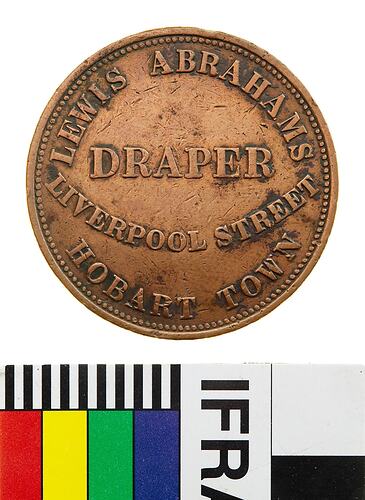 LEWIS ABRAHAMS
DRAPER
LIVERPOOL STREET
HOBART TOWN
IFRA